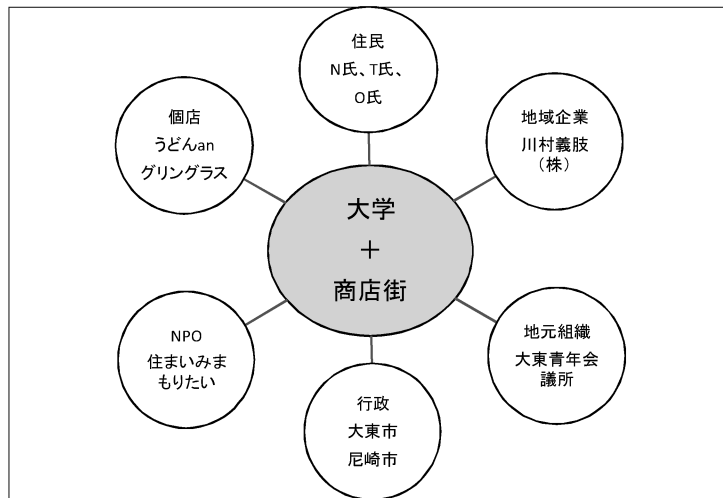 住民
N氏、T氏、
O氏
個店
うどんan
グリングラス
地域企業
川村義肢
（株）
大学
＋
商店街
NPO
住まいみま
もりたい
地元組織
大東青年会
議所
行政
大東市
尼崎市